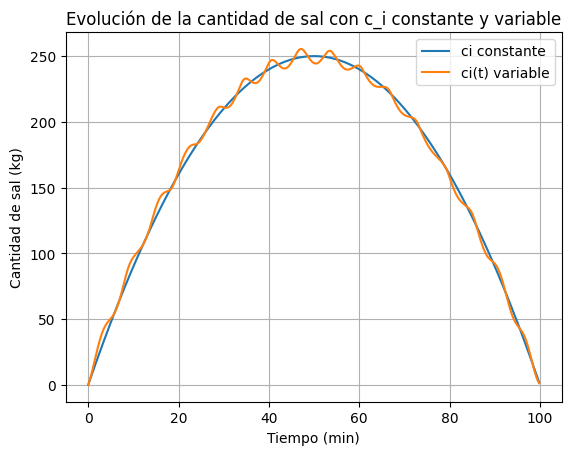 Evolución de la cantidad de sal con c_i constante y variable
ci constante
ci(t) variable
Cantidad de sal (kg)
250
200
150
100
50
0
0 20 40 60 80 100
Tiempo (min)